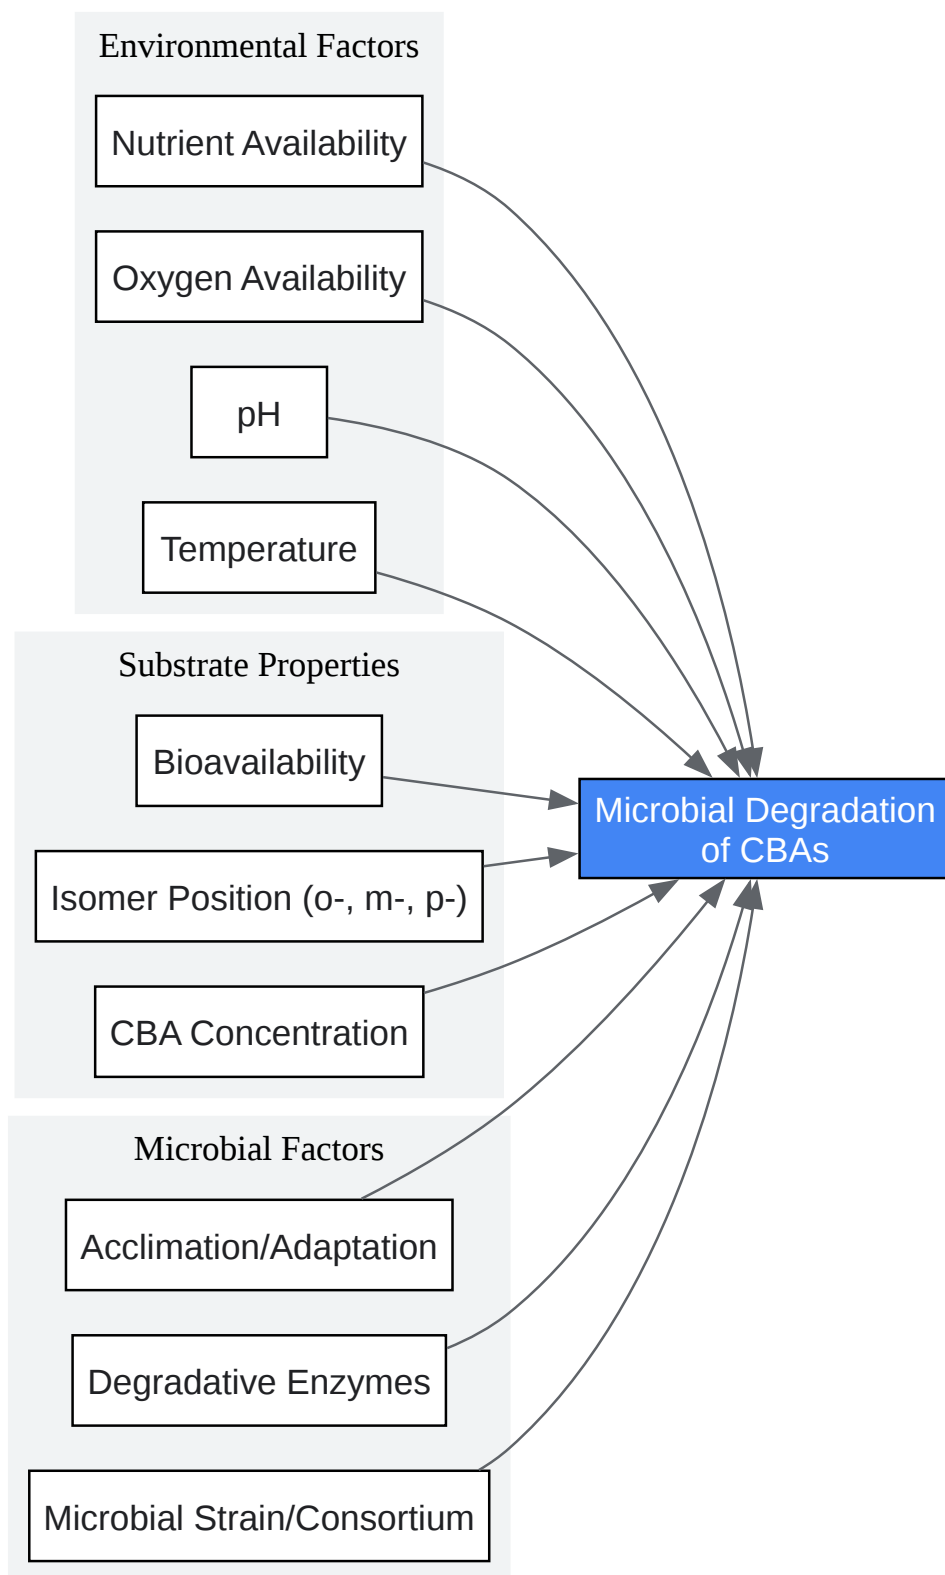 Environmental Factors
Nutrient Availability
Oxygen Availability
pH
Temperature
Substrate Properties
Bioavailability
Isomer Position (o-, m-, p-)
CBA Concentration
Microbial Degradation
of CBAs
Microbial Factors
Acclimation/Adaptation
Degradative Enzymes
Microbial Strain/Consortium